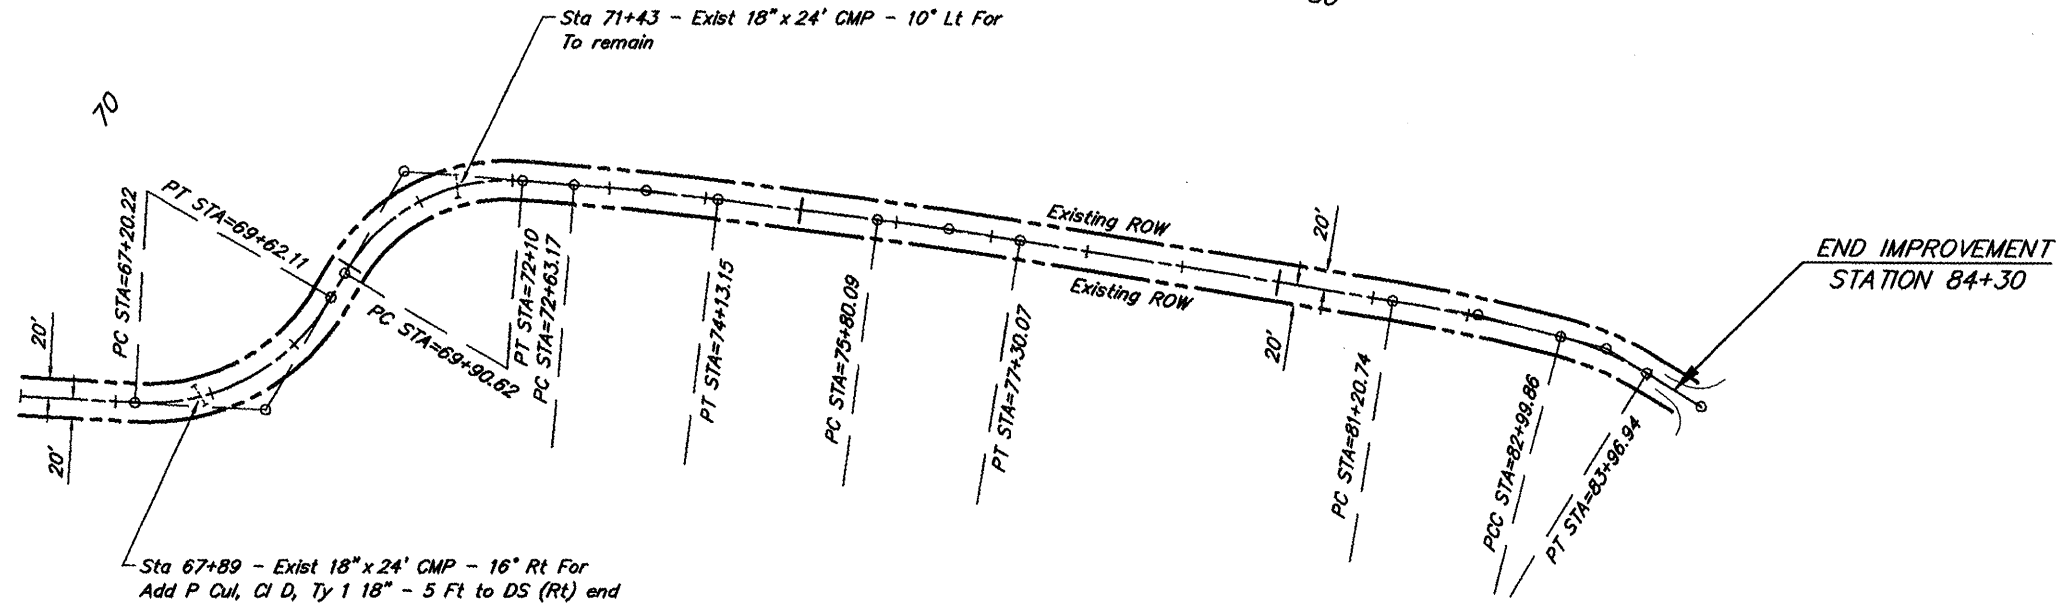 Sta 71+43 - Exist 18" x 24' CMP - 10° Lt For
To remain
70
PC STA=67+20.22
PT STA=69+62.11
PC STA=69+90.62
PT STA=72+10
PC STA=72+63.17
PT STA=74+13.15
PC STA=75+80.09
PT STA=77+30.07
Existing ROW
Existing ROW
20'
20'
20'
20'
PC STA=81+20.74
PCC STA=82+99.86
PT STA=83+96.94
END IMPROVEMENT
STATION 84+30
Sta 67+89 - Exist 18" x 24' CMP - 16° Rt For
Add P Cul, Cl D, Ty 1 18" - 5 Ft to DS (Rt) end